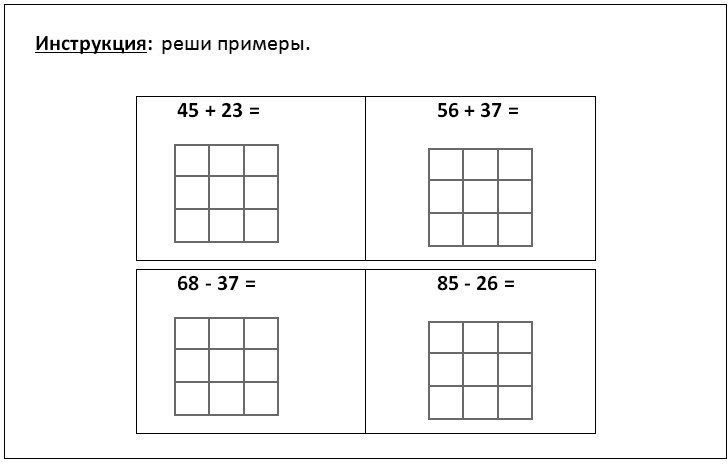 Инструкция: реши примеры.
45 + 23 =
56 + 37 =
68 - 37 =
85 - 26 =